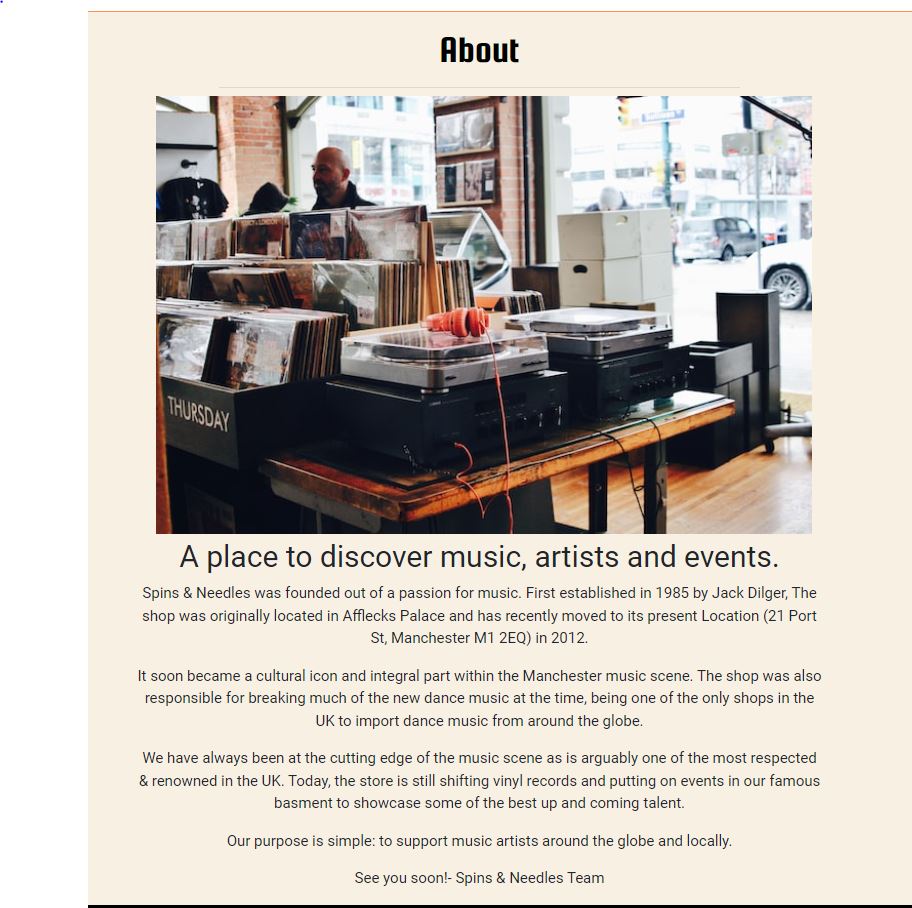 About
THURSDAY
A place to discover music, artists and events.
Spins & Needles was founded out of a passion for music. First established in 1985 by Jack Dilger, The
shop was originally located in Afflecks Palace and has recently moved to its present Location (21 Port
St, Manchester M1 2EQ) in 2012.
It soon became a cultural icon and integral part within the Manchester music scene. The shop was also
responsible for breaking much of the new dance music at the time, being one of the only shops in the
UK to import dance music from around the globe.
We have always been at the cutting edge of the music scene as is arguably one of the most respected
& renowned in the UK. Today, the store is still shifting vinyl records and putting on events in our famous
basment to showcase some of the best up and coming talent.
Our purpose is simple: to support music artists around the globe and locally.
See you soon!- Spins & Needles Team